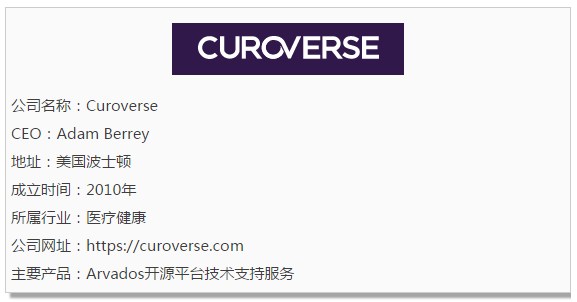 CUROVERSE
公司名称：Curoverse
CEO：Adam Berrey
地址：美国波士顿
成立时间：2010年
所属行业：医疗健康
公司网址：https://curoverse.com
主要产品：Arvados开源平台技术支持服务